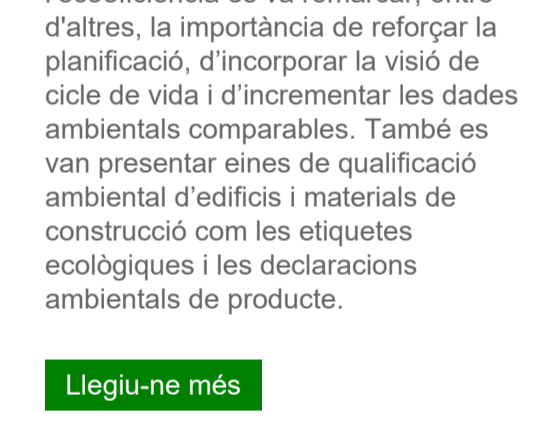 d'altres, la importància de reforçar la
planificació, d’incorporar la visió de
cicle de vida i d’incrementar les dades
ambientals comparables. També es
van presentar eines de qualificació
ambiental d’edificis i materials de
construcció com les etiquetes
ecològiques i les declaracions
ambientals de producte.
Llegiu-ne més